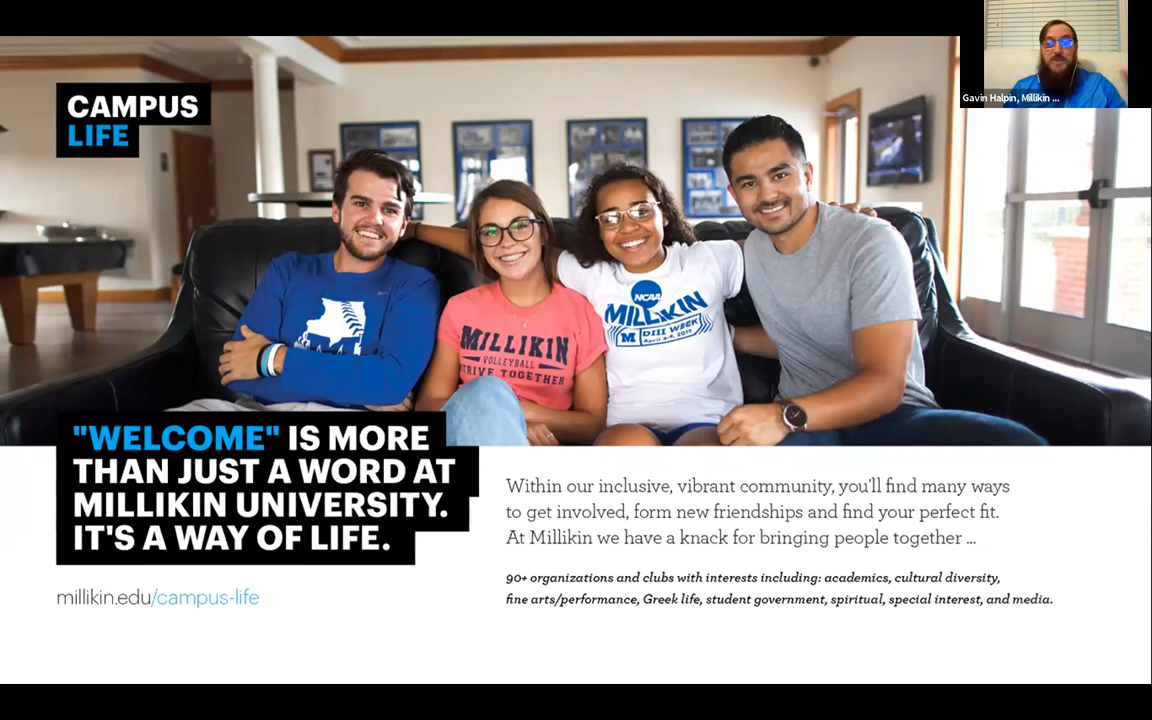 Gavin Halpin, Millikin ...
CAMPUS
LIFE
NCAA
MILLIKIN
DIII WEEK
M
April 3-9, 2017
MILLIKIN
VOLLEYBALL
STRIVE TOGETHER
"WELCOME" IS MORE
THAN JUST A WORD AT
MILLIKIN UNIVERSITY.
IT'S A WAY OF LIFE.
millikin.edu/campus-life
Within our inclusive, vibrant community, you'll find many ways
to get involved, form new friendships and find your perfect fit.
At Millikin we have a knack for bringing people together ...
90+ organizations and clubs with interests including: academics, cultural diversity,
fine arts/performance, Greek life, student government, spiritual, special interest, and media.